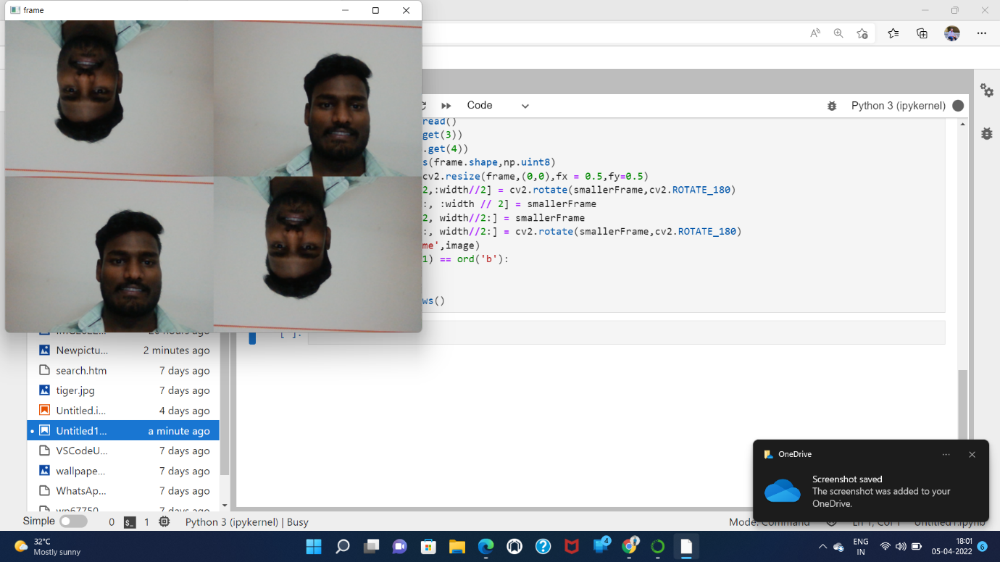 frame
Code
Python 3 (ipykernel)
read()
get(3))
.get(4))
s(frame.shape,np.uint8)
cv2.resize(frame,(0,0),fx = 0.5,fy=0.5)
2,:width//2] = cv2.rotate(smallerFrame,cv2.ROTATE_180)
:, :width // 2] = smallerFrame
2, width//2:] = smallerFrame
:, width//2:] = cv2.rotate(smallerFrame,cv2.ROTATE_180)
me',image)
1) == ord('b'):
ws()
[ ]:
Newpictu... 2 minutes ago
search.htm 7 days ago
tiger.jpg 7 days ago
Untitled.i... 4 days ago
Untitled1... a minute ago
VSCodeU... 7 days ago
wallpape... 7 days ago
WhatsAp... 7 days ago
wp67750 7 days ago
OneDrive
Screenshot saved
The screenshot was added to your
OneDrive.
Simple 0 $_ 1 Python 3 (ipykernel) | Busy
Mode: Command Ln 1, Col 1 Untitled1.ipynb
32°C
Mostly sunny
4
ENG
IN
18:01
05-04-2022
6